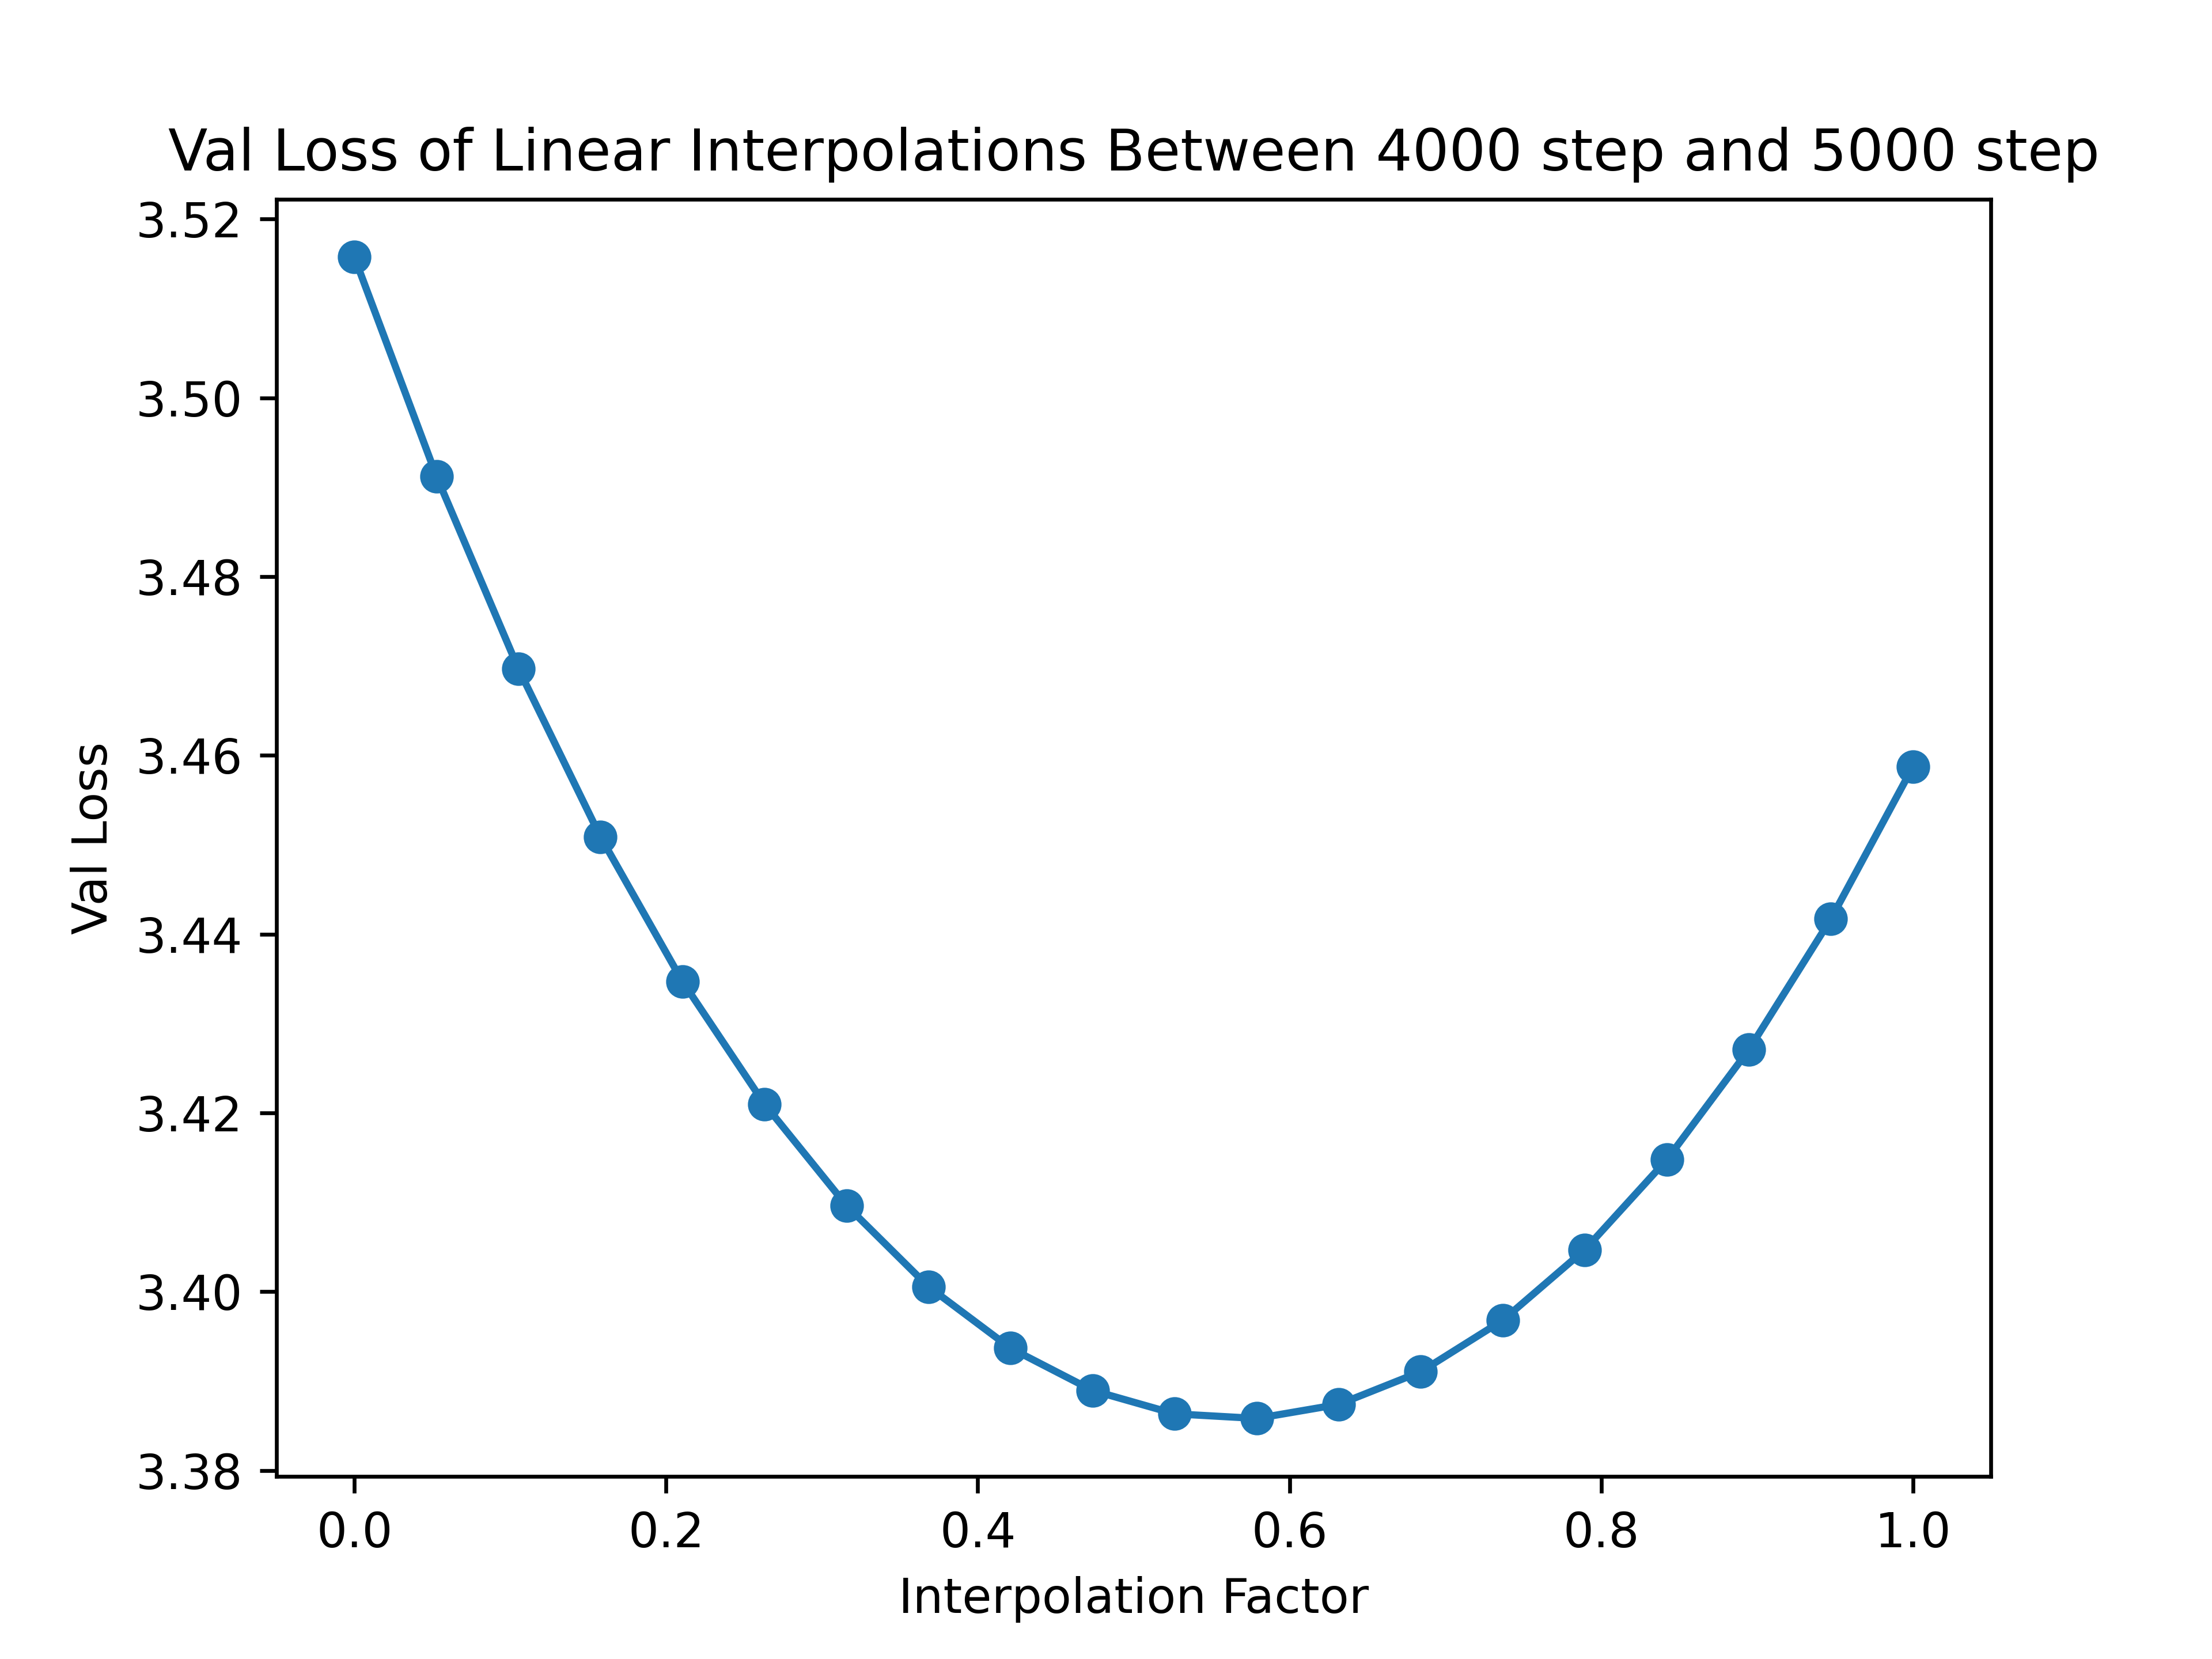 Val Loss of Linear Interpolations Between 4000 step and 5000 step
3.52
3.50
3.48
3.46
3.44
3.42
3.40
3.38
Val Loss
0.0 0.2 0.4 0.6 0.8 1.0
Interpolation Factor